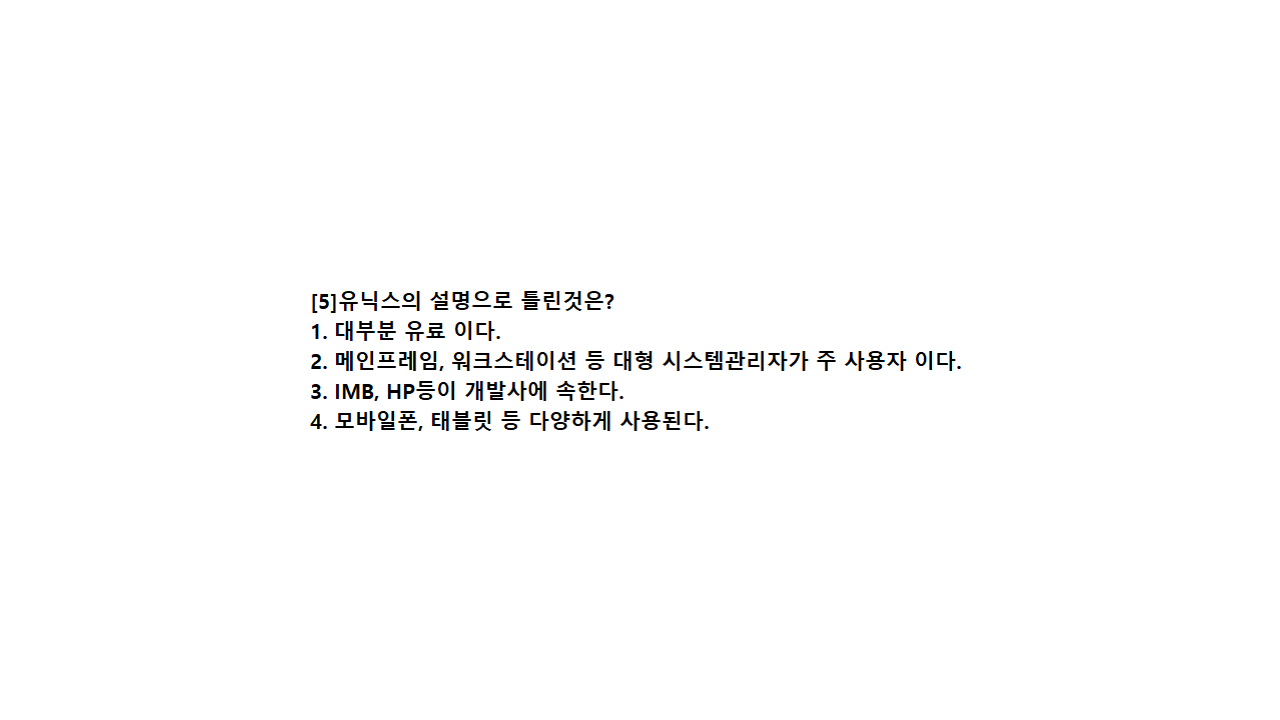 [5]유닉스의 설명으로 틀린것은?
1. 대부분 유료 이다.
2. 메인프레임, 워크스테이션 등 대형 시스템관리자가 주 사용자 이다.
3. IMB, HP등이 개발사에 속한다.
4. 모바일폰, 태블릿 등 다양하게 사용된다.